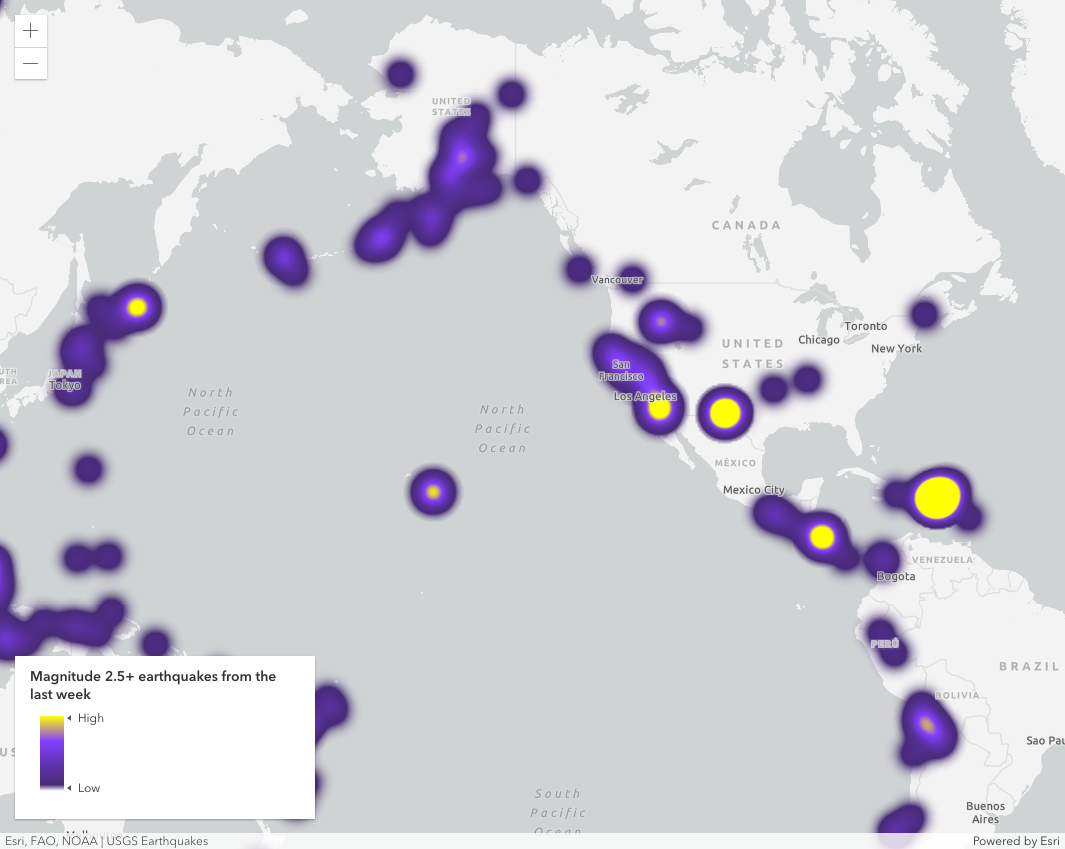 UNITED
STATES
CANADA
Vancouver
Toronto
Chicago
New York
UNITED
STATES
San
Francisco
Los Angeles
JAPAN
Tokyo
North
Pacific
Ocean
North
Pacific
Ocean
MÉXICO
Mexico City
VENEZUELA
Bogota
PERÚ
BRAZIL
BOLIVIA
Sao Pau
Buenos
Aires
South
Pacific
Ocean
Magnitude 2.5+ earthquakes from the
last week
High
Low
Esri, FAO, NOAA | USGS Earthquakes
Powered by Esri